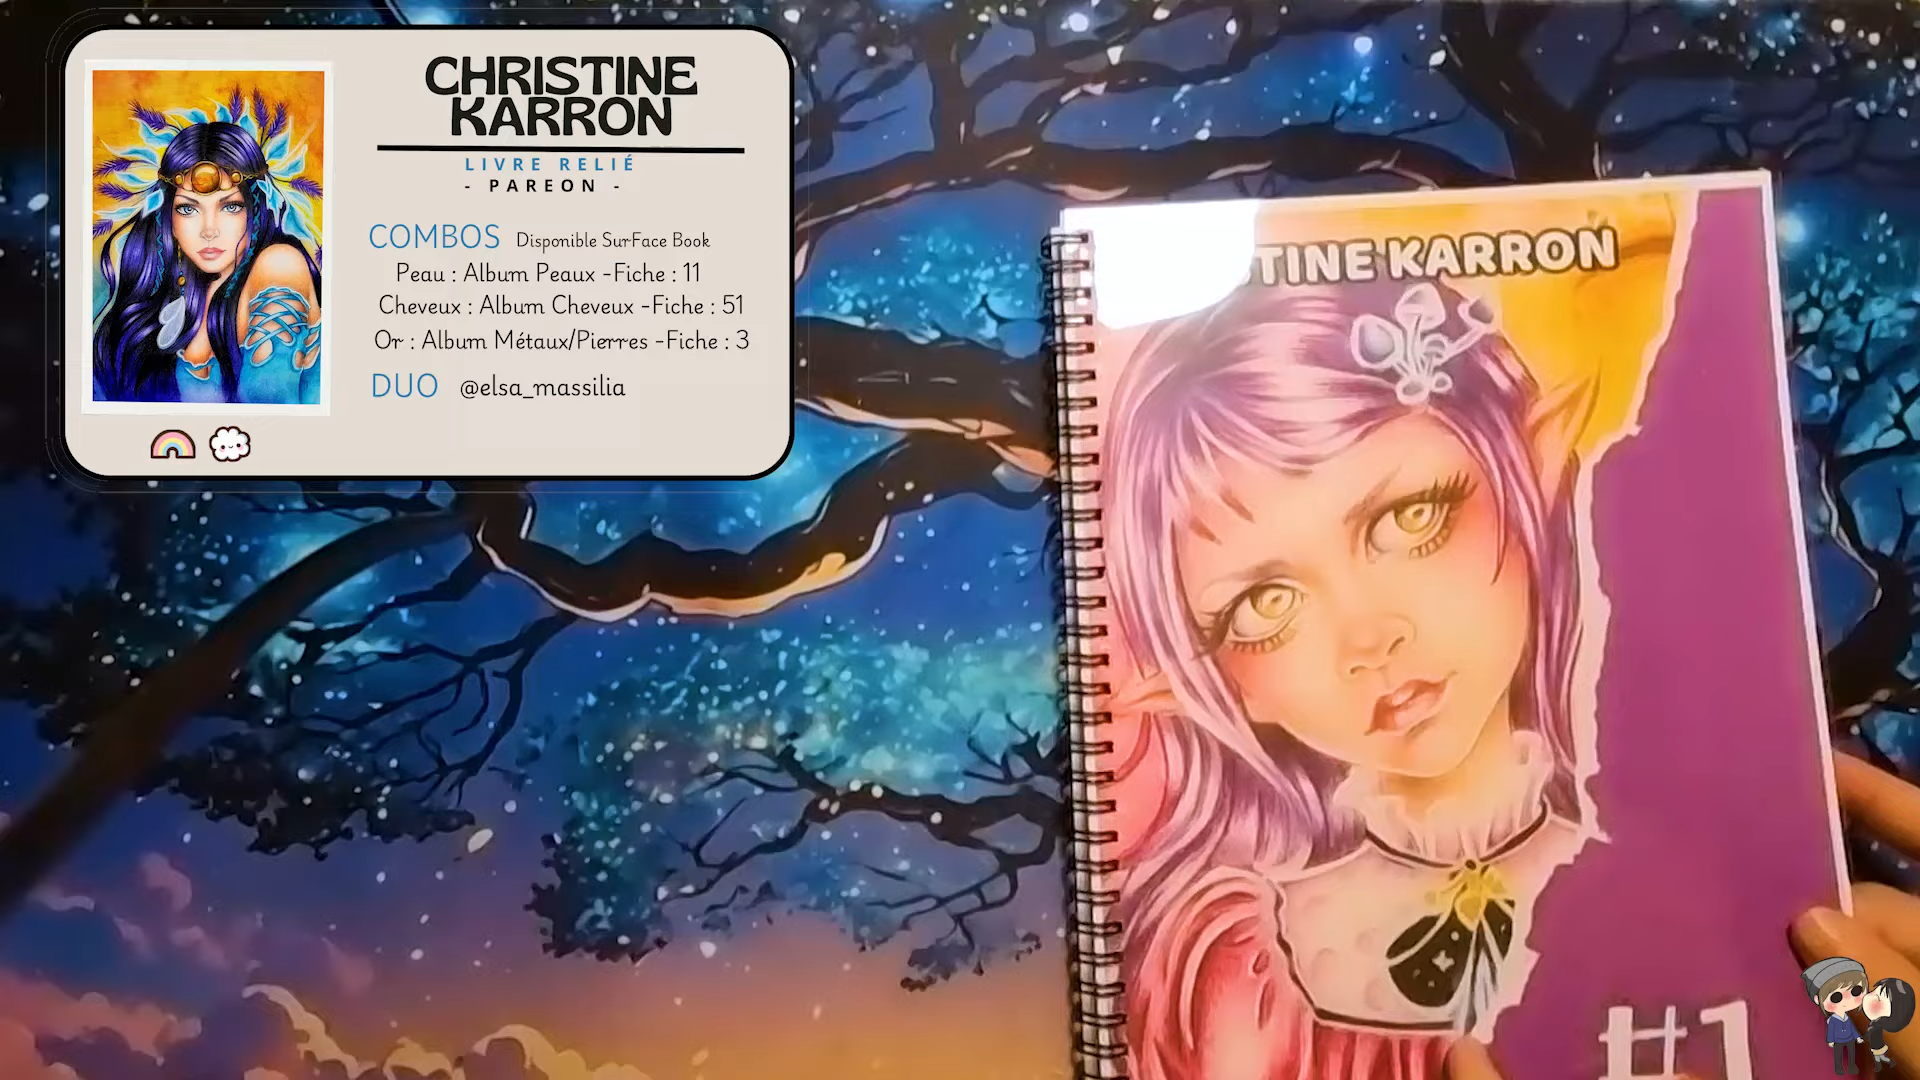 CHRISTINE
KARRON
LIVRE RELIÉ
- PAREON -
COMBOS Disponible SurFace Book
Peau : Album Peaux -Fiche : 11
Cheveux : Album Cheveux -Fiche : 51
Or : Album Métaux/Pierres -Fiche : 3
DUO @elsa_massilia
TINE KARRON
#1